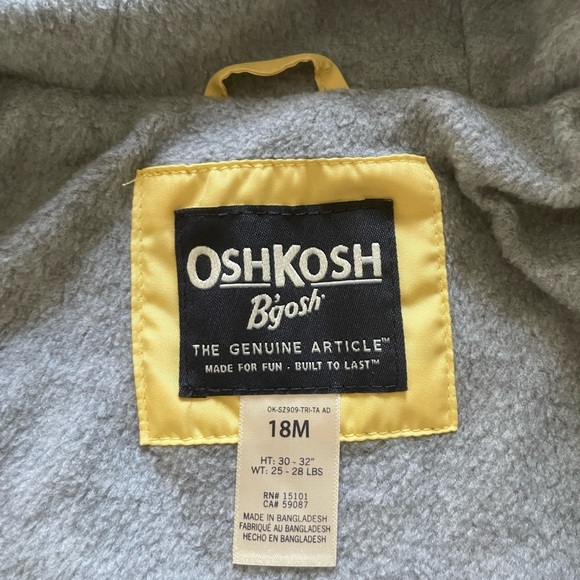 OSHKOSH
B'gosh®
THE GENUINE ARTICLE™
MADE FOR FUN · BUILT TO LAST™
OK-SZ909-TRI-TA AD
18M
HT: 30 - 32"
WT: 25 - 28 LBS
RN# 15101
CA# 59087
MADE IN BANGLADESH
FABRIQUÉ AU BANGLADESH
HECHO EN BANGLADESH